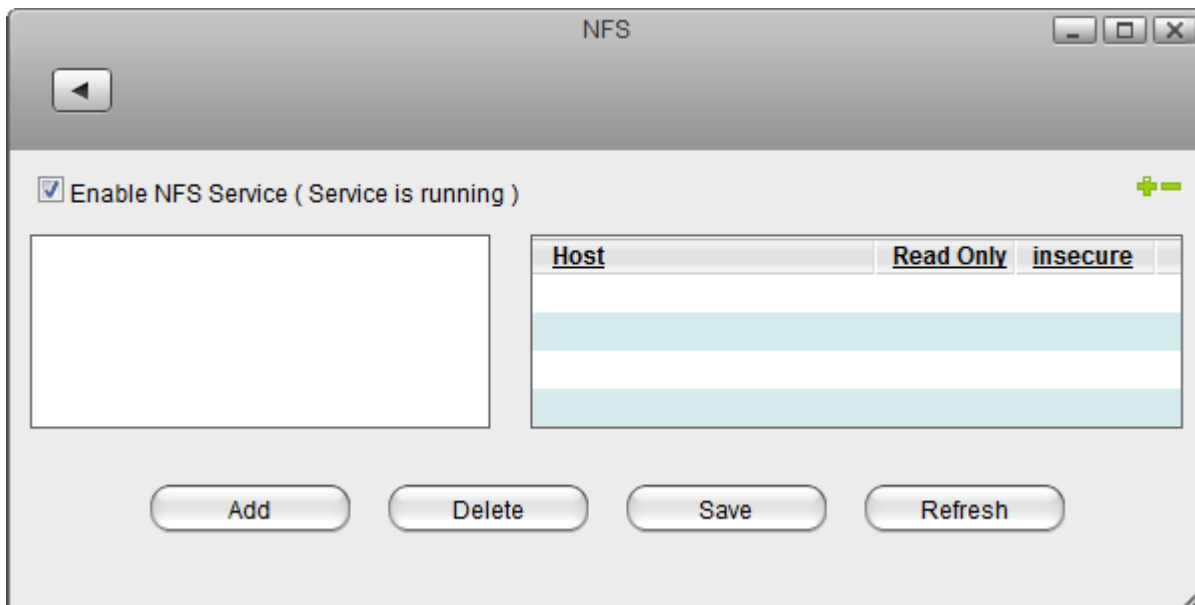 NFS
Enable NFS Service ( Service is running )
Host Read Only insecure
Add Delete Save Refresh